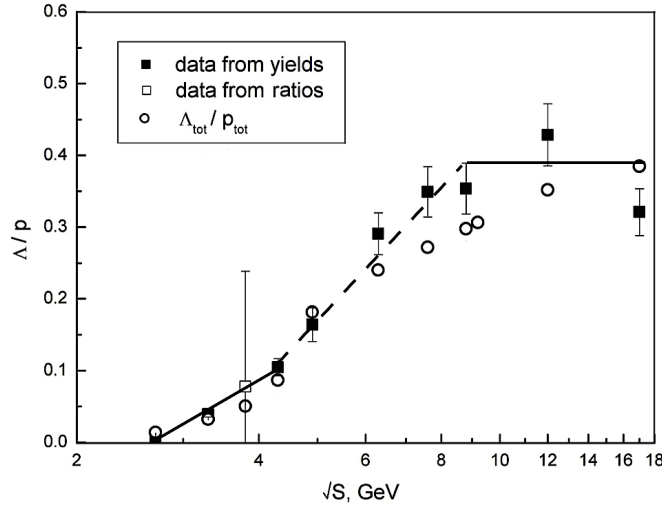 0.6
0.5
0.4
0.3
0.2
0.1
0.0
Λ / p
data from yields
data from ratios
Λtot / ptot
2 4 6 8 10 12 14 16 18
√S, GeV